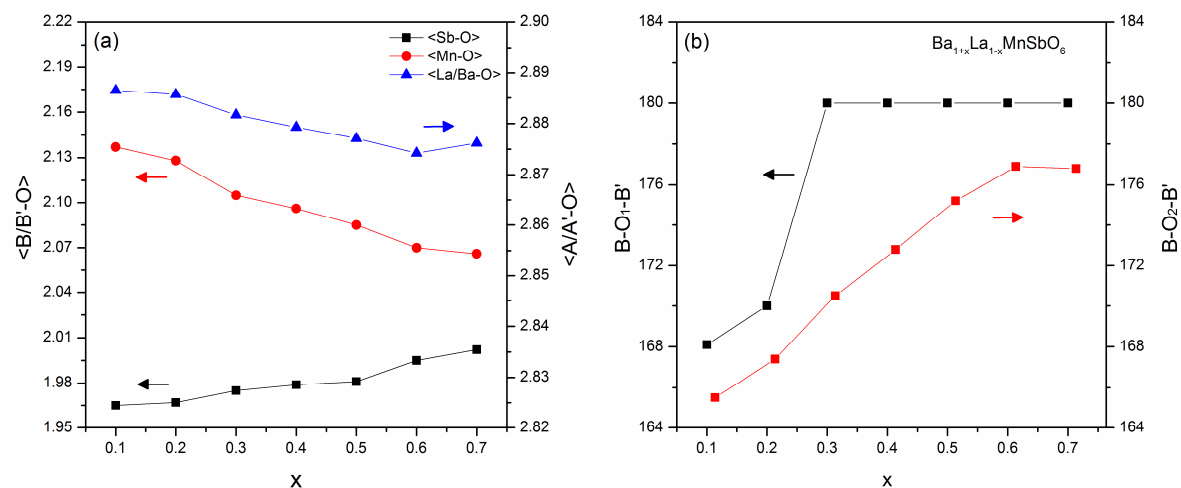 (a)
<Sb-O>
<Mn-O>
<La/Ba-O>
<B/B'-O>
2.22
2.19
2.16
2.13
2.10
2.07
2.04
2.01
1.98
1.95
2.90
2.89
2.88
2.87
2.86
2.85
2.84
2.83
2.82
<A/A'-O>
0.1 0.2 0.3 0.4 0.5 0.6 0.7
x
(b)
Ba₁₊ₓLa₁₋ₓMnSbO₆
B-O₁-B'
184
180
176
172
168
164
184
180
176
172
168
164
B-O₂-B'
0.1 0.2 0.3 0.4 0.5 0.6 0.7
x